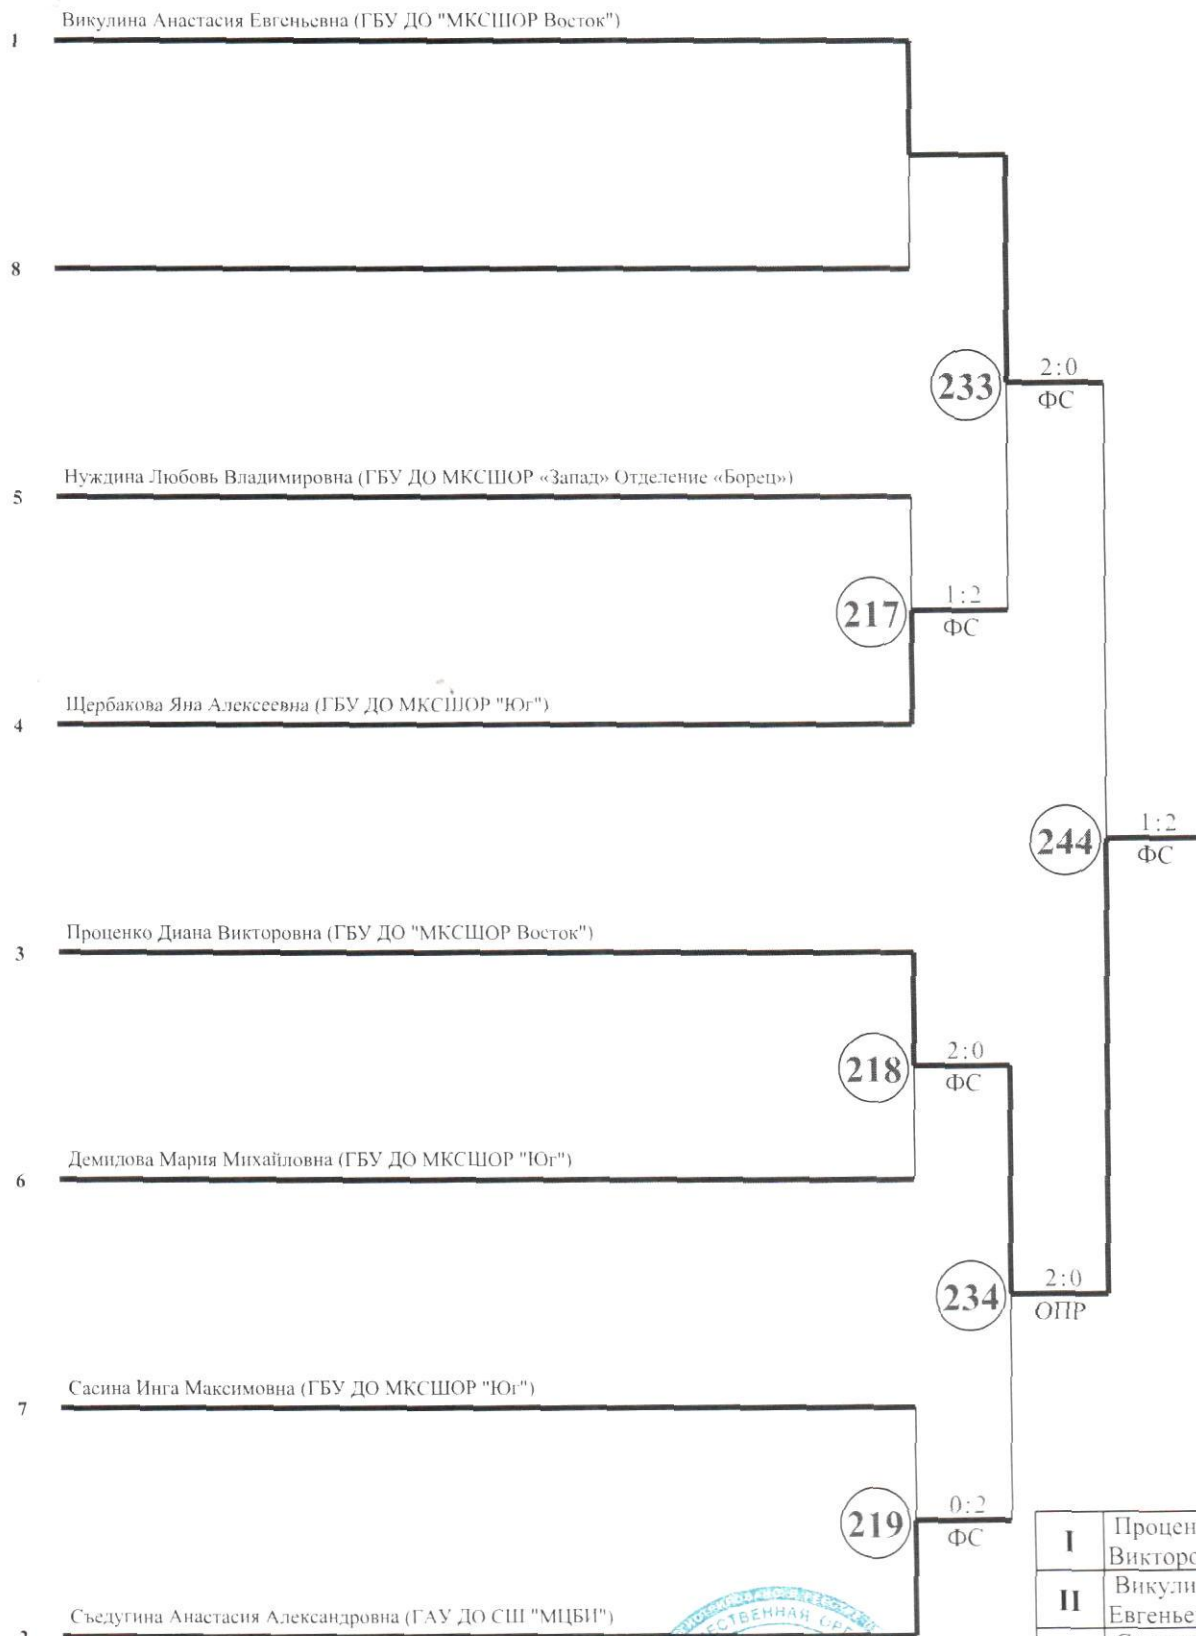 Викулина Анастасия Евгеньевна (ГБУ ДО "МКСШОР Восток")
1
8
233
2:0
ФС
Нуждина Любовь Владимировна (ГБУ ДО МКСШОР «Запад» Отделение «Борец»)
5
217
1:2
ФС
Щербакова Яна Алексеевна (ГБУ ДО МКСШОР "Юг")
4
244
1:2
ФС
Проценко Диана Викторовна (ГБУ ДО "МКСШОР Восток")
3
218
2:0
ФС
Демидова Мария Михайловна (ГБУ ДО МКСШОР "Юг")
6
234
2:0
ОПР
Сасина Инга Максимовна (ГБУ ДО МКСШОР "Юг")
7
219
0:2
ФС
I
Процен
Викторо
II
Викули
Евгенье
Съедугина Анастасия Александровна (ГАУ ДО СШ "МЦБИ")